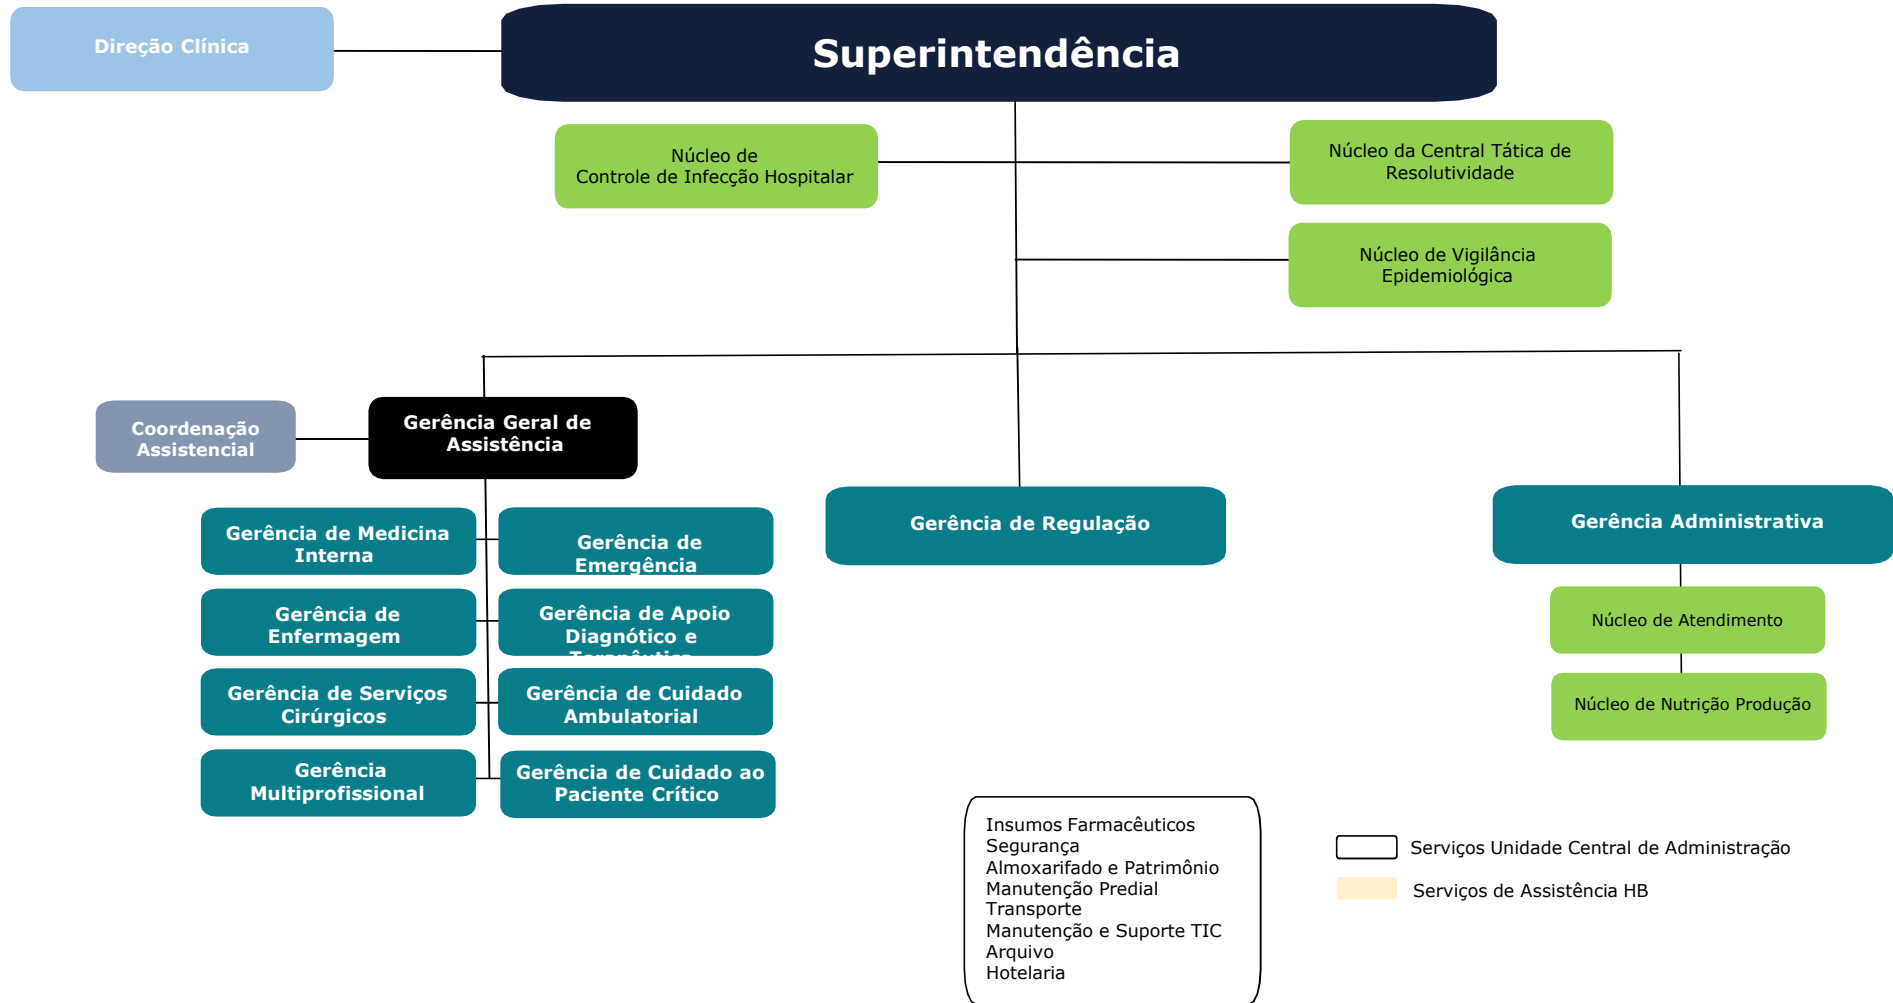 Direção Clínica
Superintendência
Núcleo de
Controle de Infecção Hospitalar
Núcleo da Central Tática de
Resolutividade
Núcleo de Vigilância
Epidemiológica
Coordenação
Assistencial
Gerência Geral de
Assistência
Gerência de Regulação
Gerência Administrativa
Gerência de Medicina
Interna
Gerência de
Emergência
Gerência de
Enfermagem
Gerência de Apoio
Diagnótico e
Terapêutica
Gerência de Serviços
Cirúrgicos
Gerência de Cuidado
Ambulatorial
Gerência
Multiprofissional
Gerência de Cuidado ao
Paciente Crítico
Núcleo de Atendimento
Núcleo de Nutrição Produção
Insumos Farmacêuticos
Segurança
Almoxarifado e Patrimônio
Manutenção Predial
Transporte
Manutenção e Suporte TIC
Arquivo
Hotelaria
Serviços Unidade Central de Administração
Serviços de Assistência HB